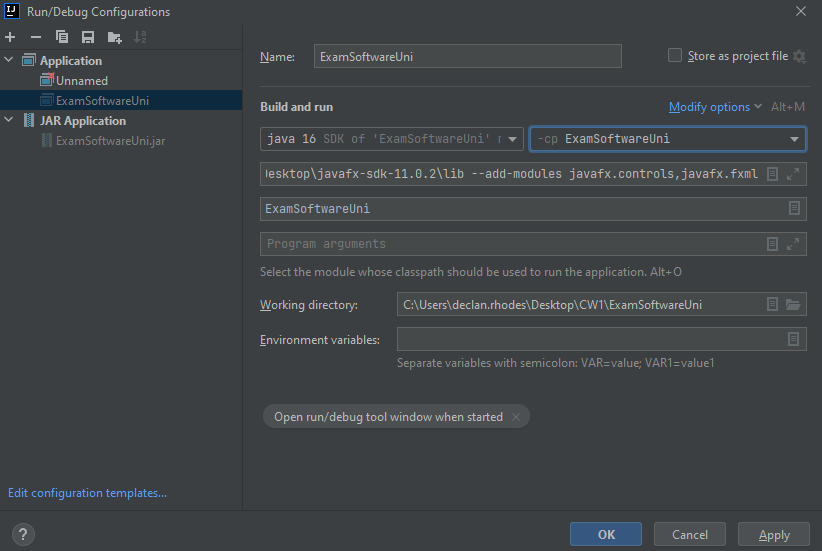 Run/Debug Configurations
Application
Unnamed
ExamSoftwareUni
JAR Application
ExamSoftwareUni.jar
Edit configuration templates...
Name: ExamSoftwareUni Store as project file
Build and run Modify options Alt+M
java 16 SDK of 'ExamSoftwareUni' -cp ExamSoftwareUni
esktop\javafx-sdk-11.0.2\lib --add-modules javafx.controls,javafx.fxml
ExamSoftwareUni
Program arguments
Select the module whose classpath should be used to run the application. Alt+O
Working directory: C:\Users\declan.rhodes\Desktop\CW1\ExamSoftwareUni
Environment variables:
Separate variables with semicolon: VAR=value; VAR1=value1
Open run/debug tool window when started
? OK Cancel Apply